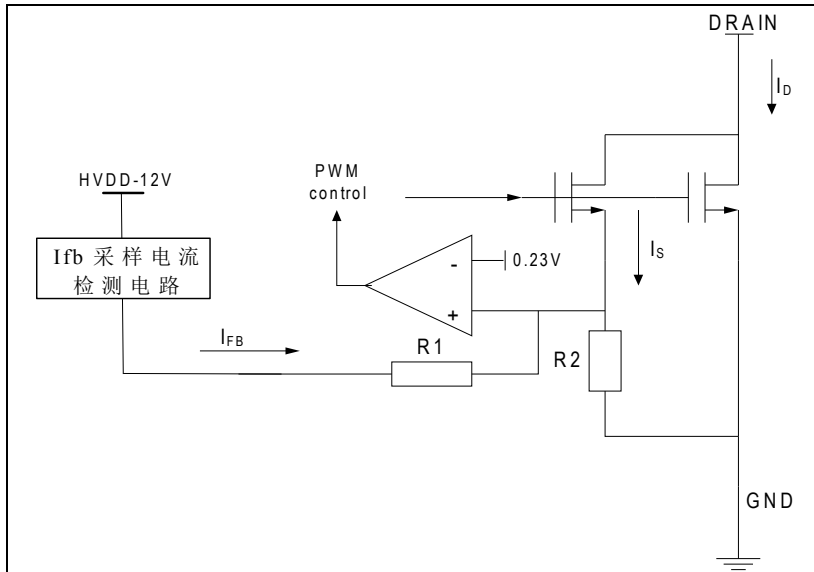 DRAIN
I_D
HVDD-12V
PWM
control
Ifb 采样电流
检测电路
0.23V
-
+
I_S
I_FB
R1
R2
GND